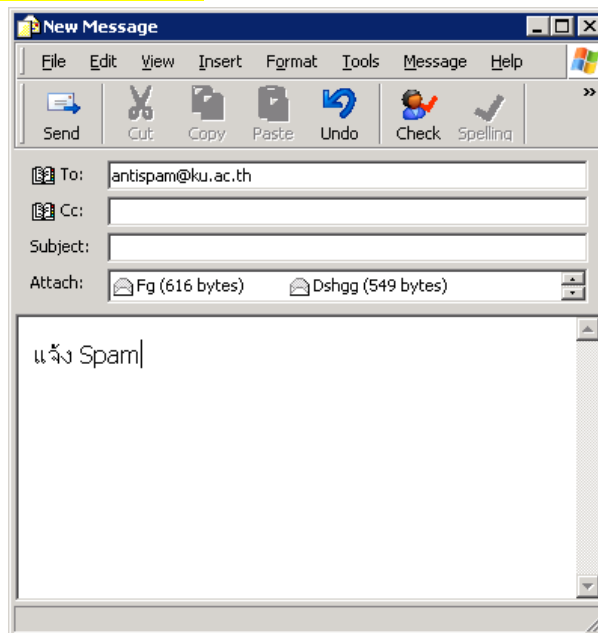 New Message
File Edit View Insert Format Tools Message Help
Send Cut Copy Paste Undo Check Spelling »
To: antispam@ku.ac.th
Cc:
Subject:
Attach: Fg (616 bytes) Dshgg (549 bytes)
แจ้ง Spam